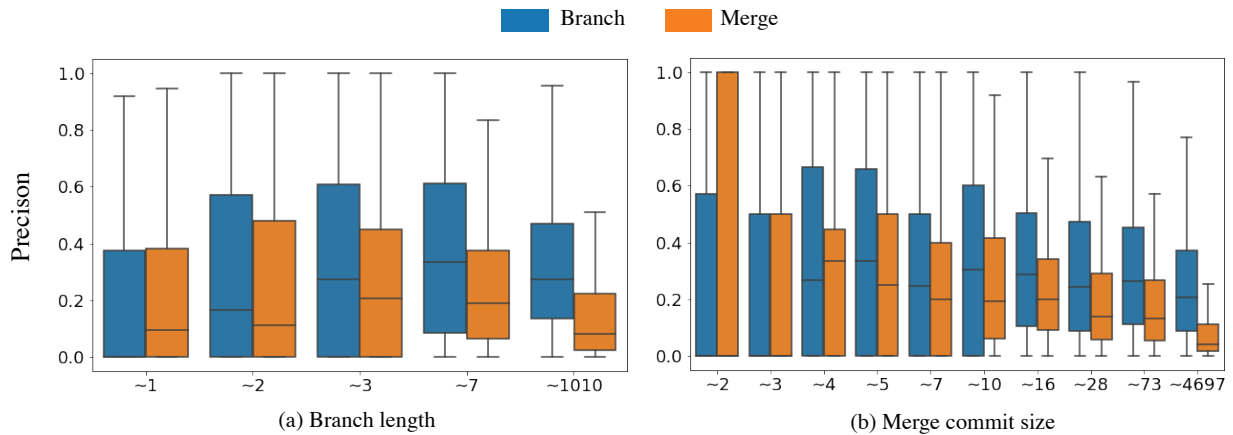 Branch Merge
Precison
1.0
0.8
0.6
0.4
0.2
0.0
~1 ~2 ~3 ~7 ~1010
(a) Branch length
1.0
0.8
0.6
0.4
0.2
0.0
~2 ~3 ~4 ~5 ~7 ~10 ~16 ~28 ~73 ~4697
(b) Merge commit size